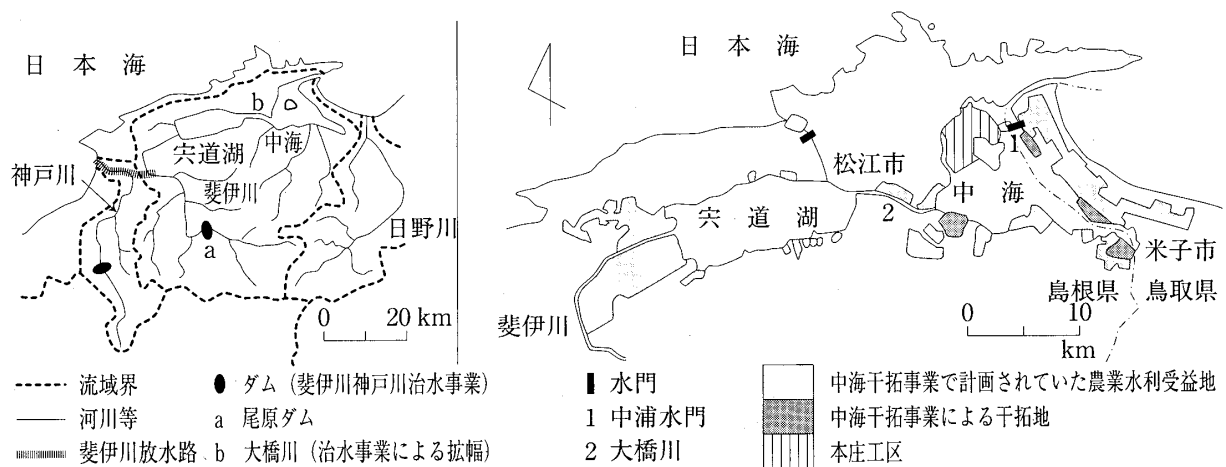 日本海
b
宍道湖
中海
神戸川
斐伊川
日野川
a
0 20 km
流域界
ダム（斐伊川神戸川治水事業）
河川等
a 尾原ダム
斐伊川放水路
b 大橋川（治水事業による拡幅）
日本海
松江市
1
中海
宍道湖
2
米子市
斐伊川
島根県
鳥取県
0 10
km
水門
中海干拓事業で計画されていた農業水利受益地
1 中浦水門
中海干拓事業による干拓地
2 大橋川
本庄工区